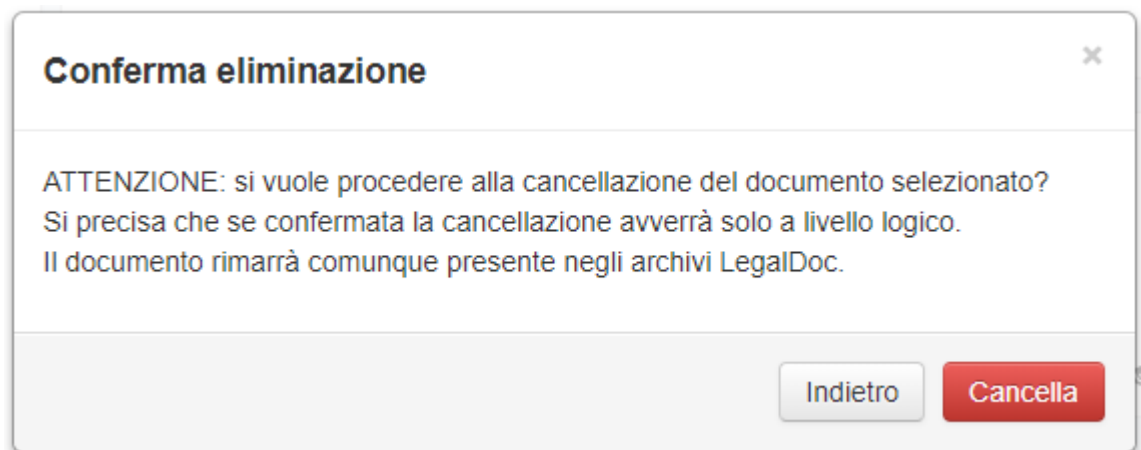 Conferma eliminazione
×
ATTENZIONE: si vuole procedere alla cancellazione del documento selezionato?
Si precisa che se confermata la cancellazione avverrà solo a livello logico.
Il documento rimarrà comunque presente negli archivi LegalDoc.
Indietro
Cancella